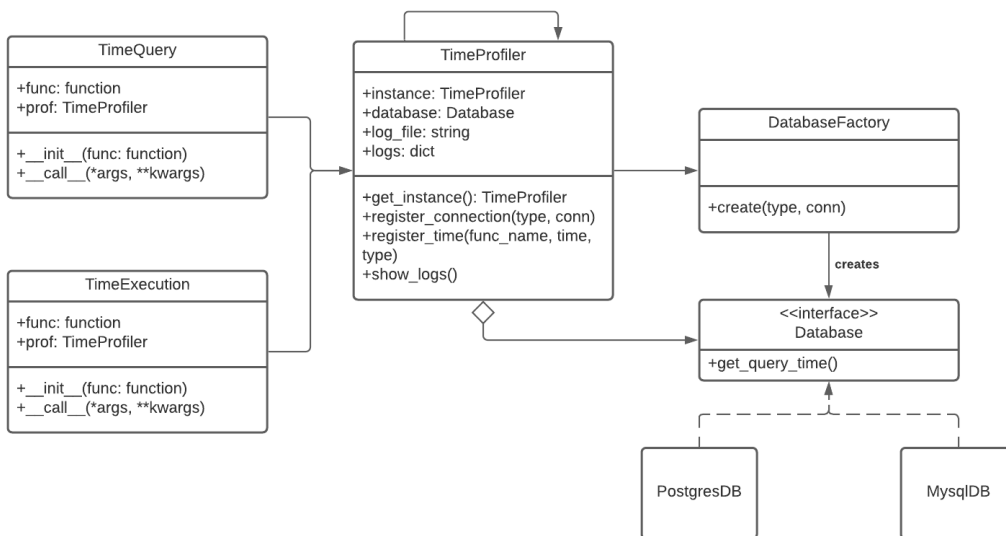 TimeQuery
+func: function
+prof: TimeProfiler
+__init__(func: function)
+__call__(*args, **kwargs)
TimeExecution
+func: function
+prof: TimeProfiler
+__init__(func: function)
+__call__(*args, **kwargs)
TimeProfiler
+instance: TimeProfiler
+database: Database
+log_file: string
+logs: dict
+get_instance(): TimeProfiler
+register_connection(type, conn)
+register_time(func_name, time,
type)
+show_logs()
DatabaseFactory
+create(type, conn)
creates
<<interface>>
Database
+get_query_time()
PostgresDB
MysqlDB